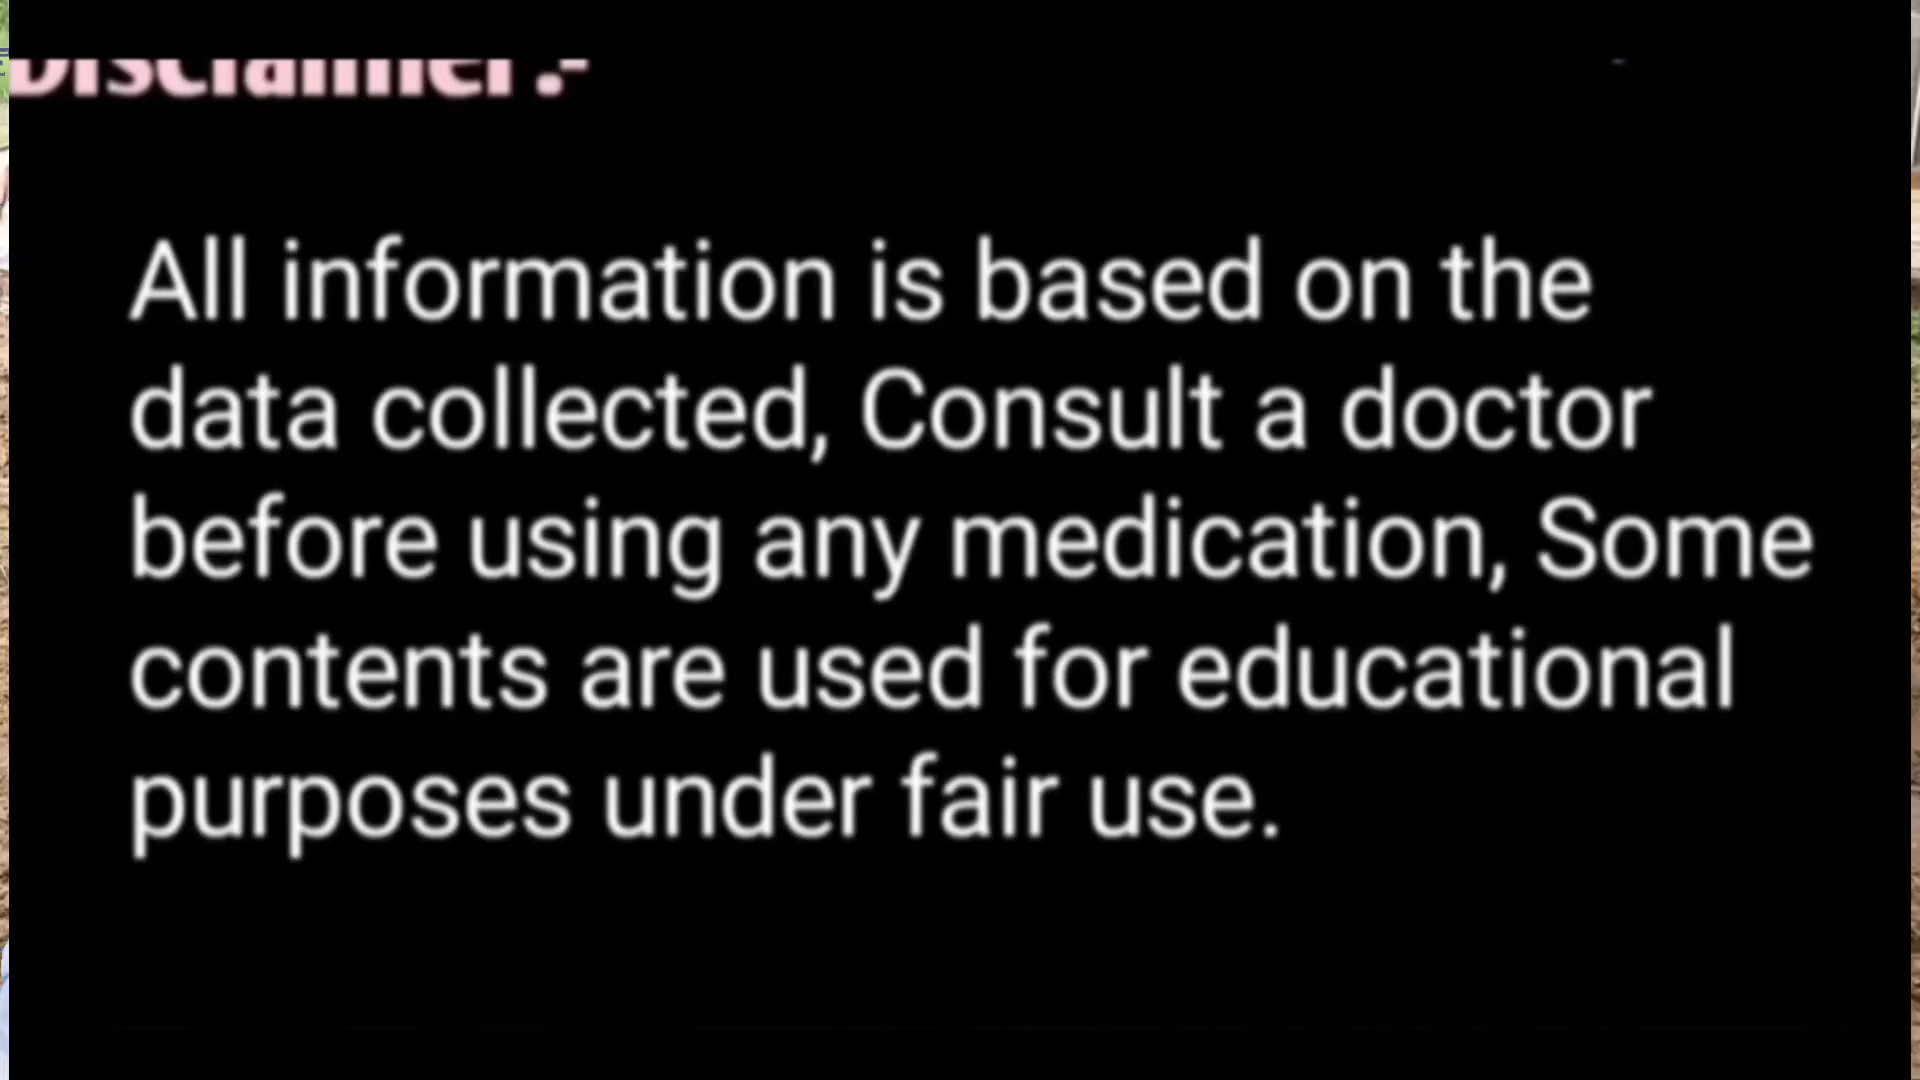 Disclaimer:-
All information is based on the
data collected, Consult a doctor
before using any medication, Some
contents are used for educational
purposes under fair use.